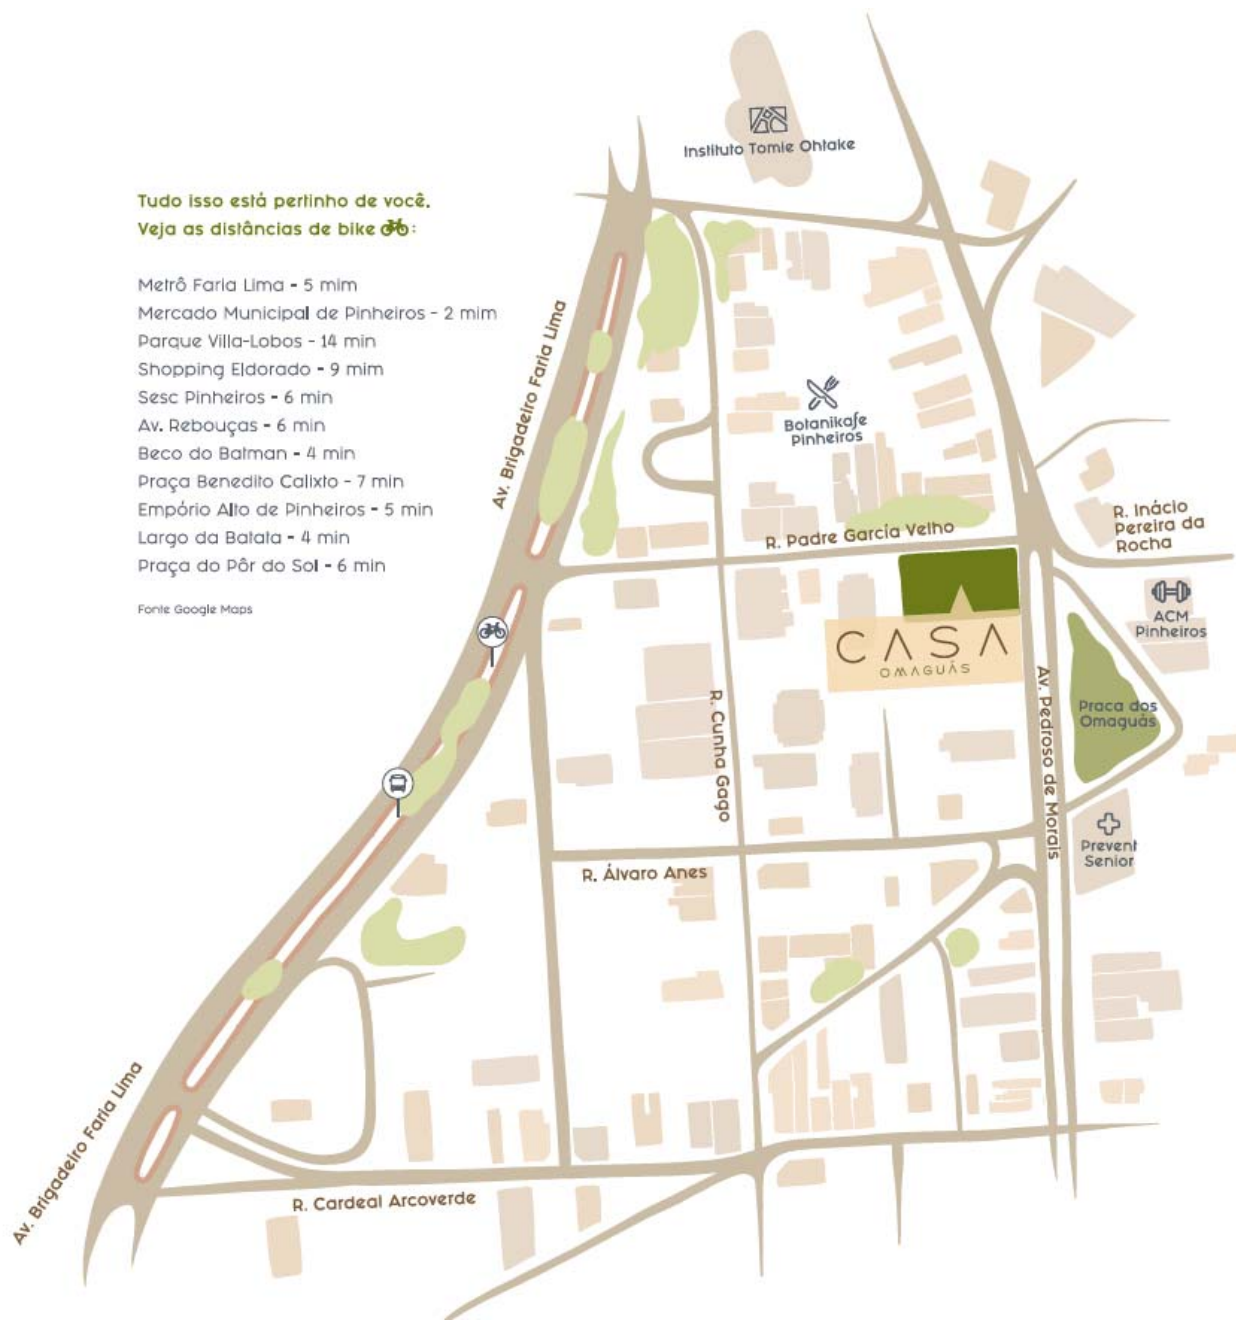 Instituto Tomie Ohtake
Tudo isso está pertinho de você.
Veja as distâncias de bike :
Metrô Faria Lima - 5 mim
Mercado Municipal de Pinheiros - 2 mim
Parque Villa-Lobos - 14 min
Shopping Eldorado - 9 mim
Sesc Pinheiros - 6 min
Av. Rebouças - 6 min
Beco do Batman - 4 min
Praça Benedito Calixto - 7 min
Empório Alto de Pinheiros - 5 min
Largo da Batata - 4 min
Praça do Pôr do Sol - 6 min
Fonte Google Maps
Av. Brigadeiro Faria Lima
Botanikafe
Pinheiros
R. Padre García Velho
R. Inácio
Pereira da
Rocha
ACM
Pinheiros
CASA
OMAGUÁS
Av. Pedroso de Morais
Praca dos
Omaguás
R. Cunha Gago
Prevent
Senior
R. Álvaro Anes
Av. Brigadeiro Faria Lima
R. Cardeal Arcoverde